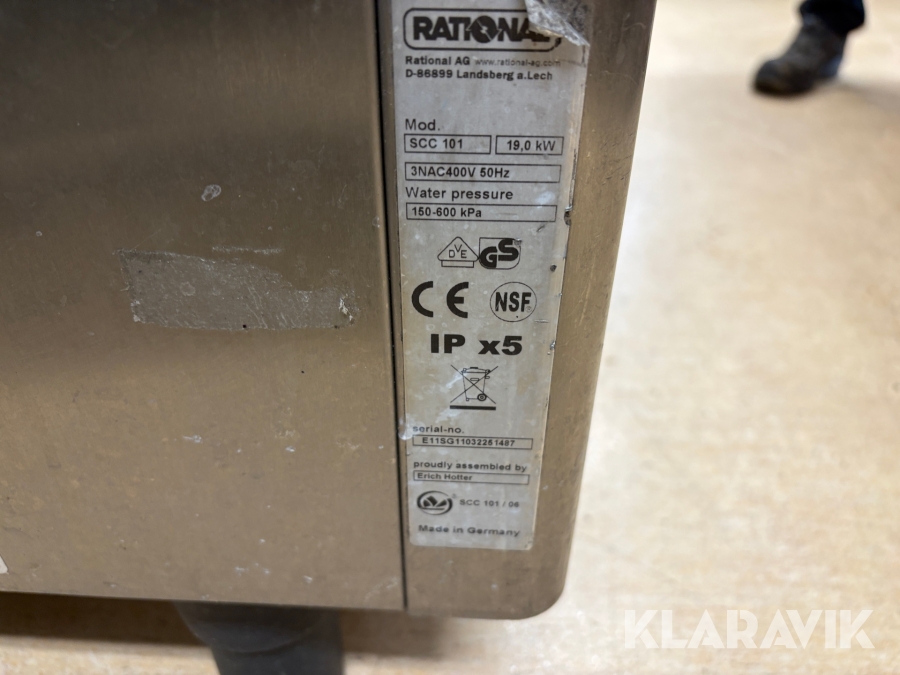 RATIONAL
Rational AG www.rational-ag.com
D-86899 Landsberg a.Lech
Mod.
SCC 101 19,0 kW
3NAC400V 50Hz
Water pressure
150-600 kPa
DVE GS
CE NSF
IP x5
serial-no.
E11SG11032251487
proudly assembled by
Erich Hotter
SCC 101 / 06
Made in Germany
KLARAVIK